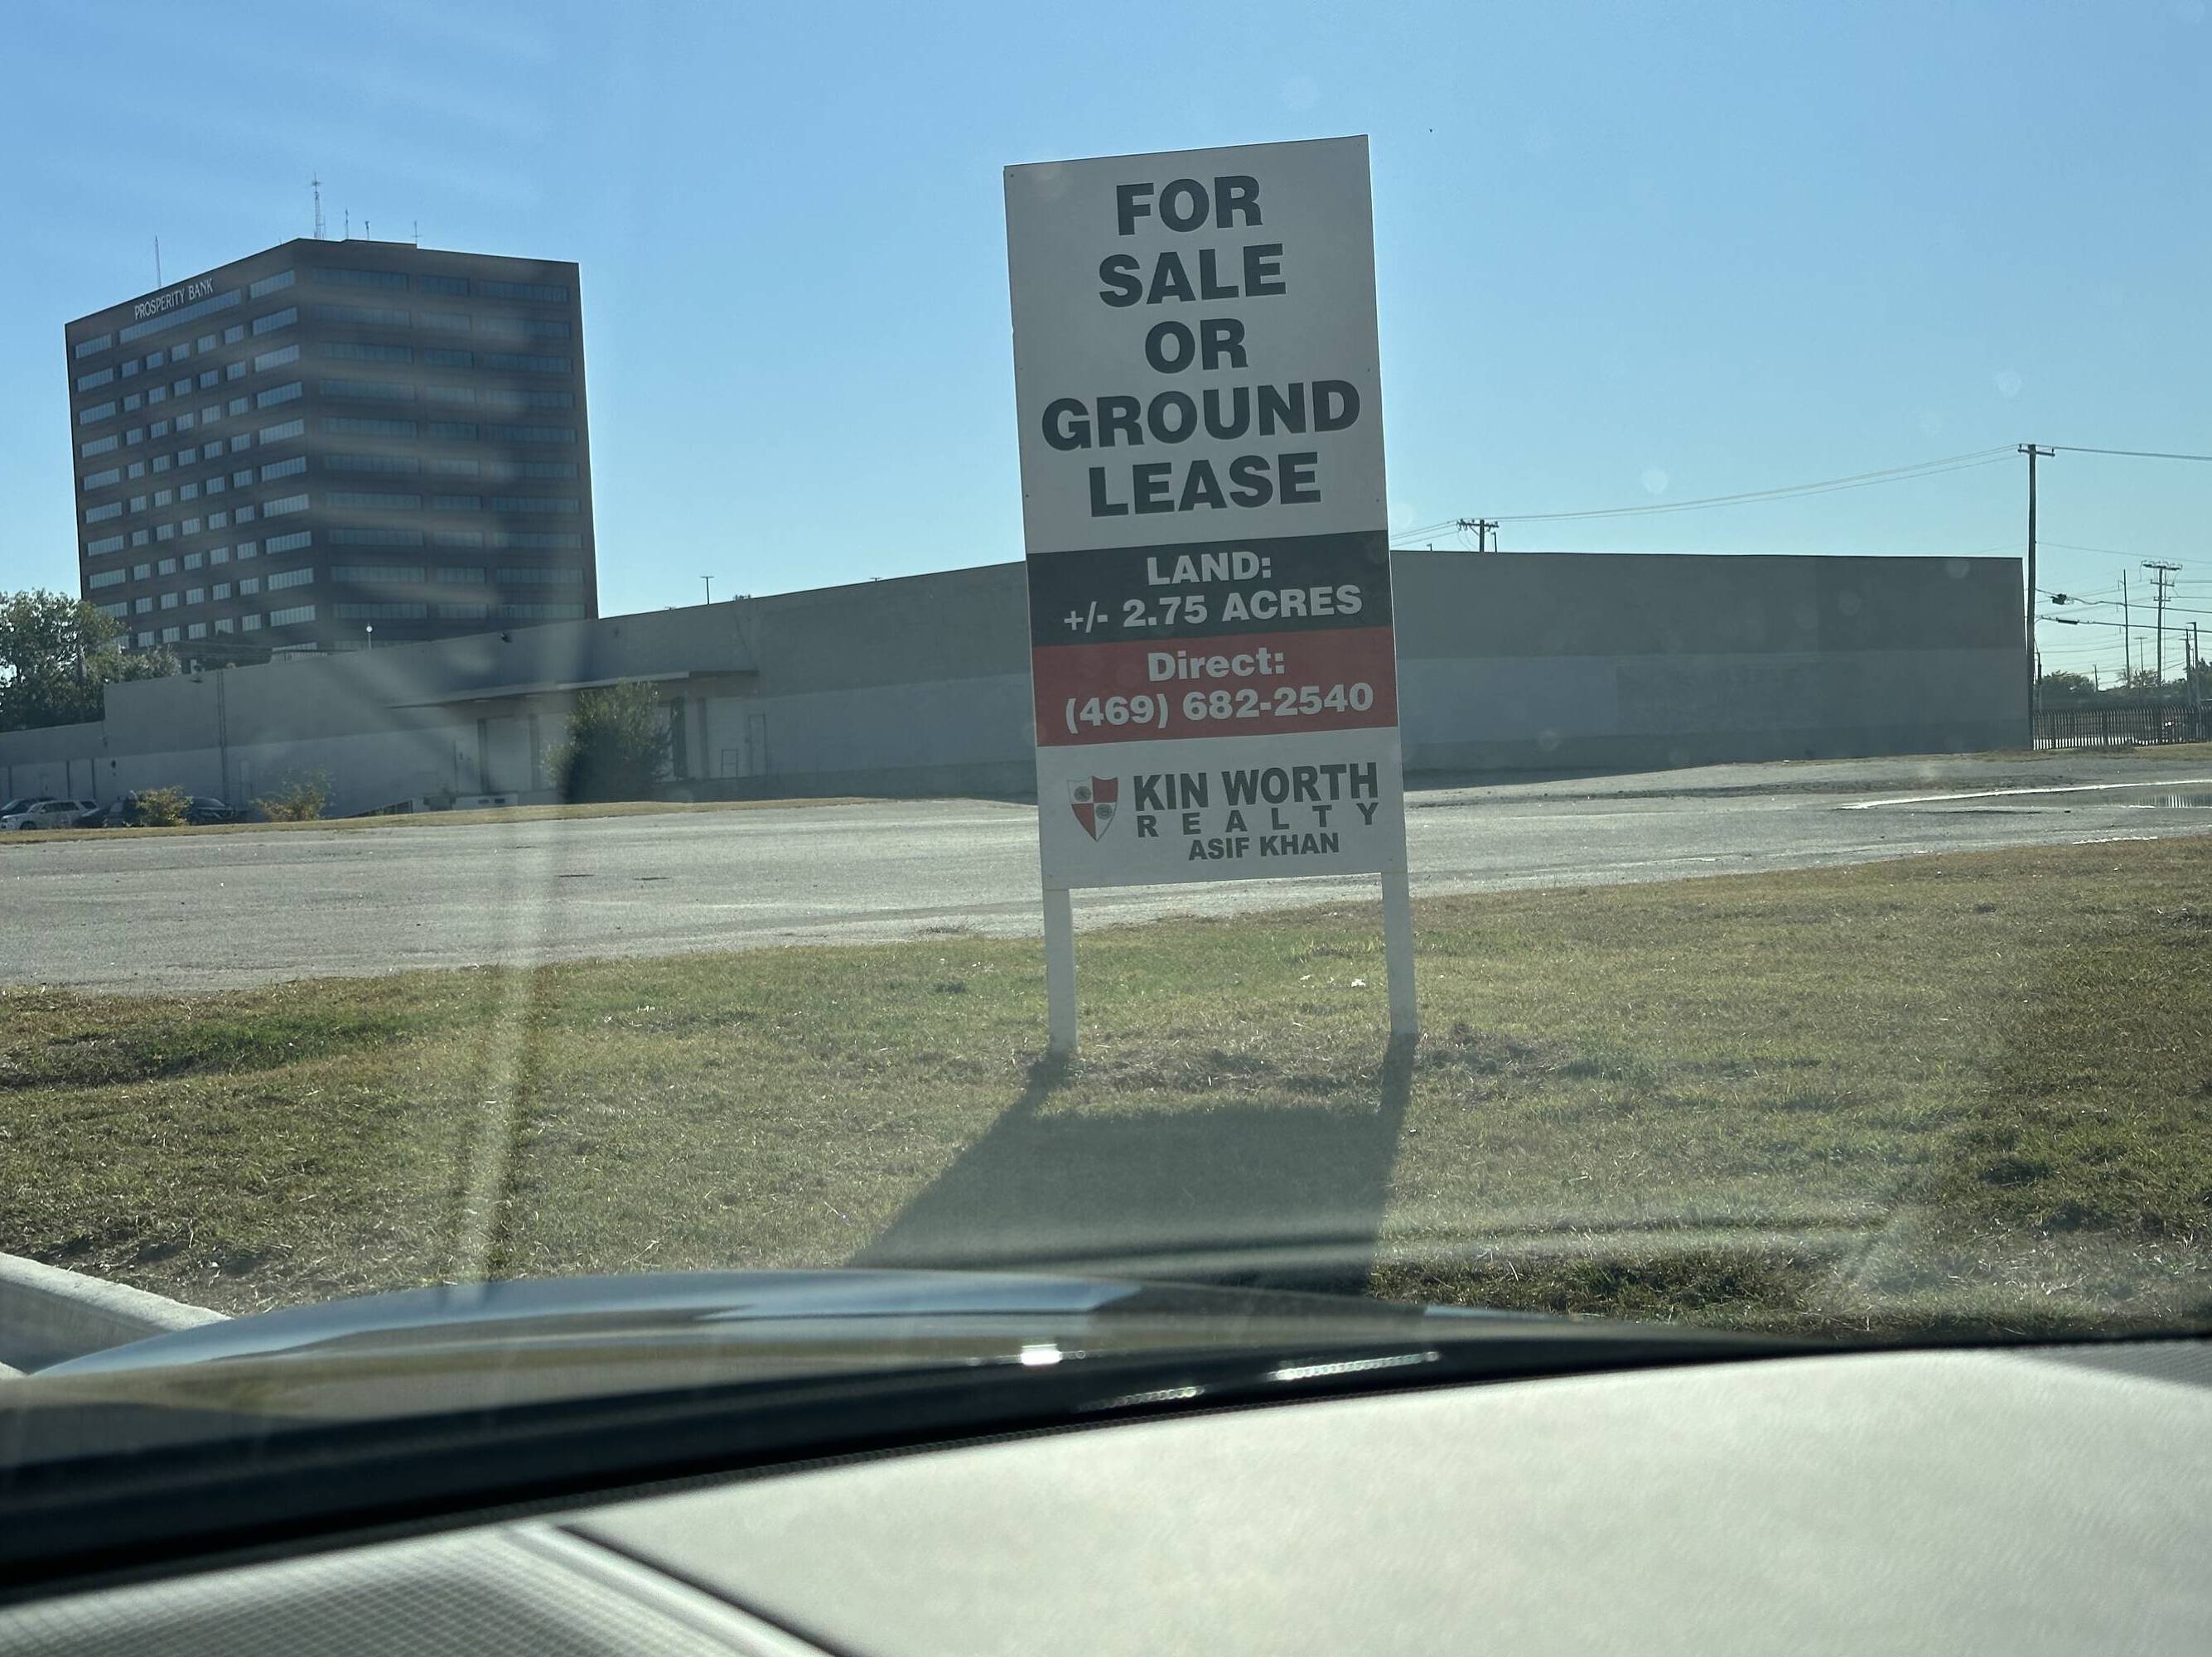 PROSPERITY BANK
FOR
SALE
OR
GROUND
LEASE
LAND:
+/- 2.75 ACRES
Direct:
(469) 682-2540
KIN WORTH
REALTY
ASIF KHAN